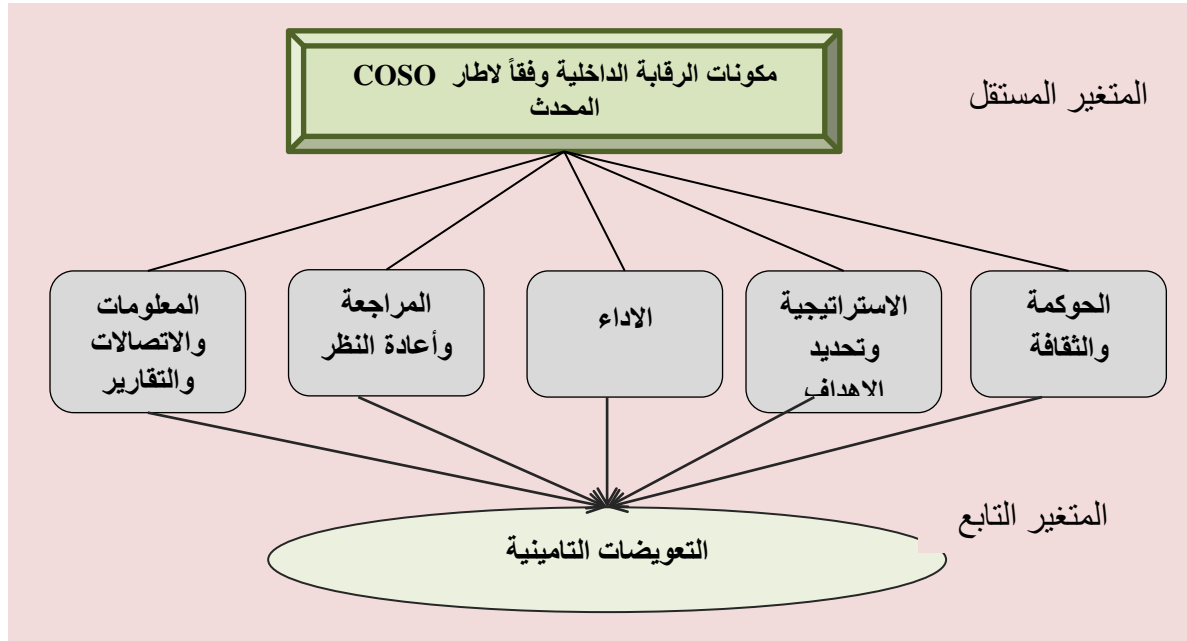 مكونات الرقابة الداخلية وفقاً لاطار COSO
المحدث
المتغير المستقل
الحوكمة
والثقافة
الاستراتيجية
وتحديد
الاهداف
الاداء
المراجعة
وأعادة النظر
المعلومات
والاتصالات
والتقارير
المتغير التابع
التعويضات التامينية